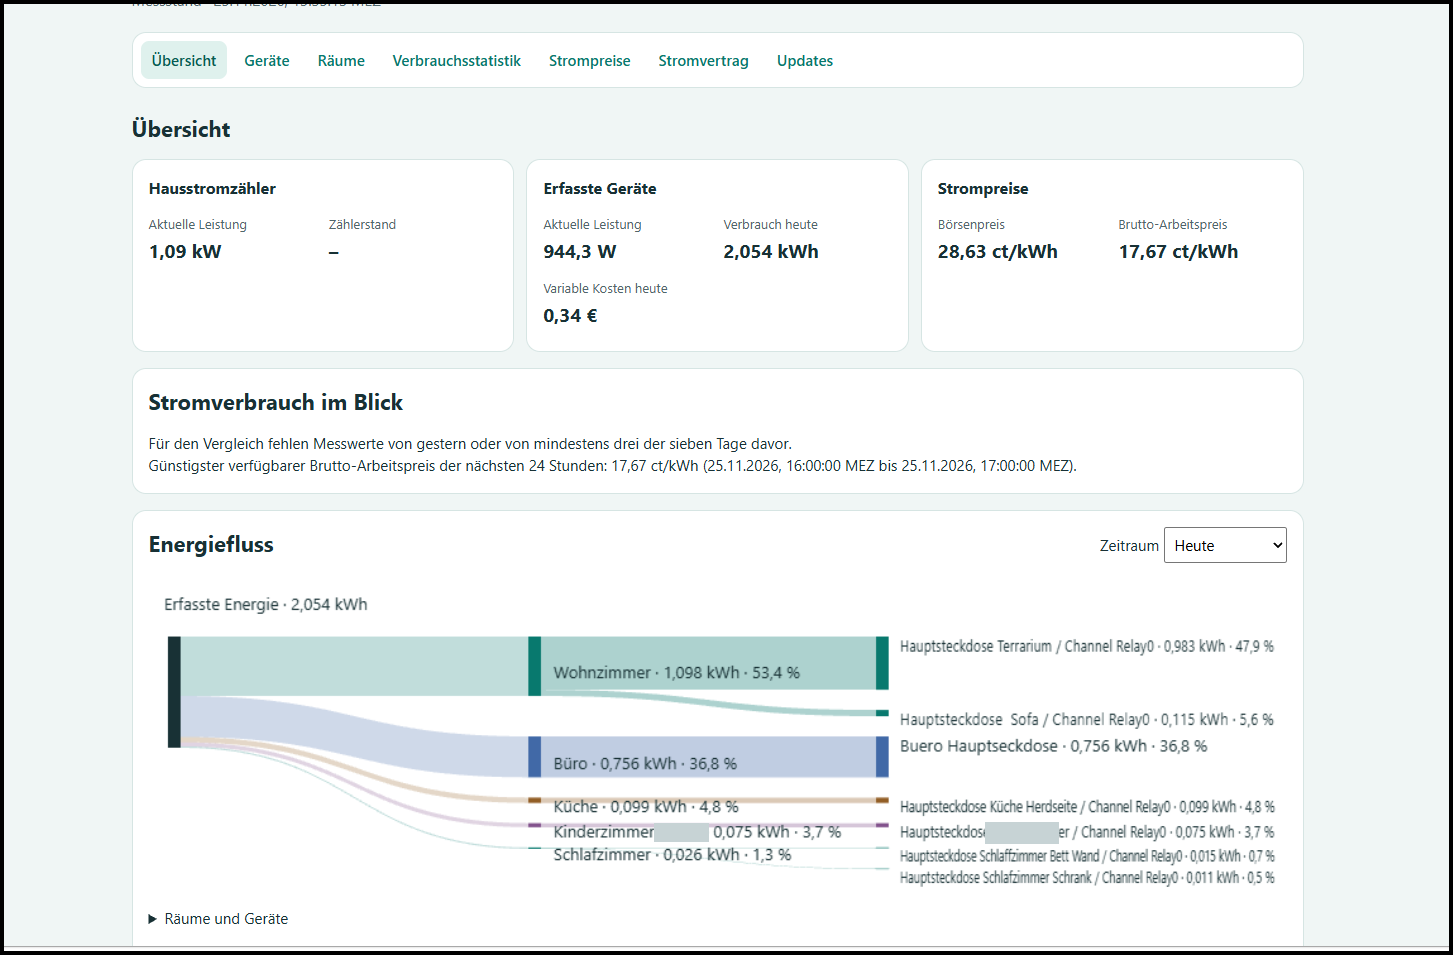 Übersicht Geräte Räume Verbrauchsstatistik Strompreise Stromvertrag Updates
Übersicht
Hausstromzähler
Aktuelle Leistung Zählerstand
1,09 kW –
Erfasste Geräte
Aktuelle Leistung Verbrauch heute
944,3 W 2,054 kWh
Variable Kosten heute
0,34 €
Strompreise
Börsenpreis Brutto-Arbeitspreis
28,63 ct/kWh 17,67 ct/kWh
Stromverbrauch im Blick
Für den Vergleich fehlen Messwerte von gestern oder von mindestens drei der sieben Tage davor.
Günstigster verfügbarer Brutto-Arbeitspreis der nächsten 24 Stunden: 17,67 ct/kWh (25.11.2026, 16:00:00 MEZ bis 25.11.2026, 17:00:00 MEZ).
Energiefluss
Zeitraum Heute
Erfasste Energie · 2,054 kWh
Wohnzimmer · 1,098 kWh · 53,4 %
Büro · 0,756 kWh · 36,8 %
Küche · 0,099 kWh · 4,8 %
Kinderzimmer 0,075 kWh · 3,7 %
Schlafzimmer · 0,026 kWh · 1,3 %
Hauptsteckdose Terrarium / Channel Relay0 · 0,983 kWh · 47,9 %
Hauptsteckdose Sofa / Channel Relay0 · 0,115 kWh · 5,6 %
Buero Hauptseckdose · 0,756 kWh · 36,8 %
Hauptsteckdose Küche Herdseite / Channel Relay0 · 0,099 kWh · 4,8 %
Hauptsteckdose er / Channel Relay0 · 0,075 kWh · 3,7 %
Hauptsteckdose Schlaffzimmer Bett Wand / Channel Relay0 · 0,015 kWh · 0,7 %
Hauptsteckdose Schlafzimmer Schrank / Channel Relay0 · 0,011 kWh · 0,5 %
Räume und Geräte